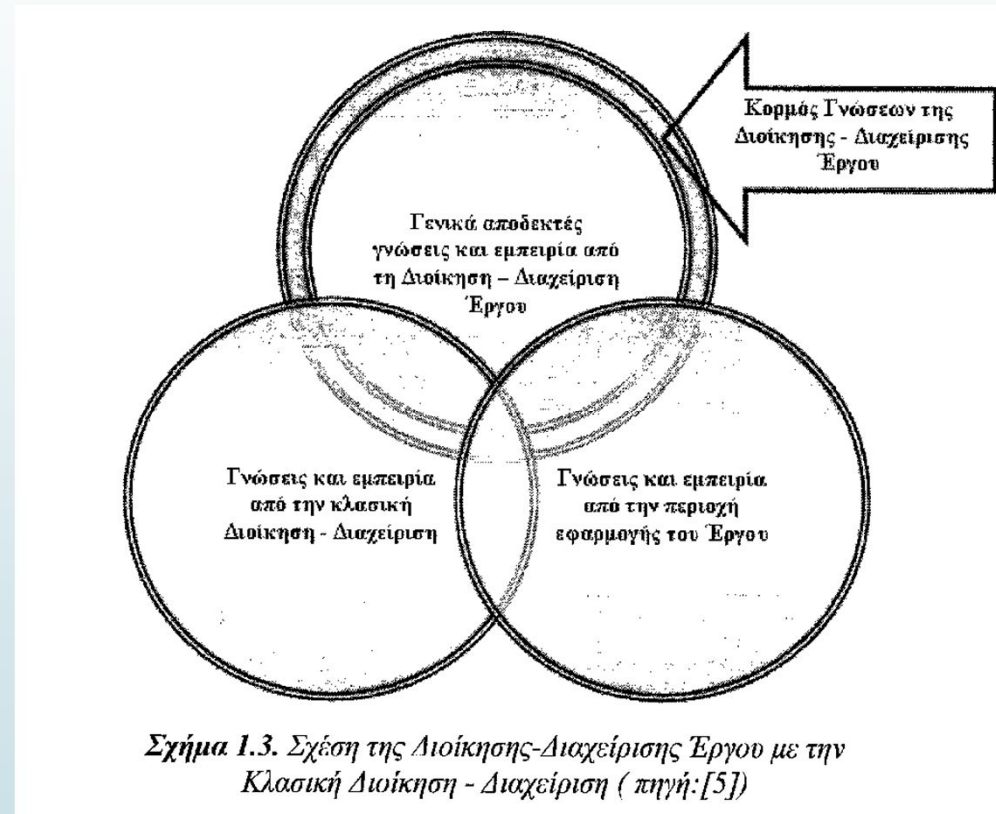 Κορμός Γνώσεων της
Διοίκησης - Διαχείρισης
Έργου
Γενικά αποδεκτές
γνώσεις και εμπειρία από
τη Διοίκηση – Διαχείριση
Έργου
Γνώσεις και εμπειρία
από την κλασική
Διοίκηση - Διαχείριση
Γνώσεις και εμπειρία
από την περιοχή
εφαρμογής του Έργου
Σχήμα 1.3. Σχέση της Διοίκησης-Διαχείρισης Έργου με την
Κλασική Διοίκηση - Διαχείριση ( πηγή:[5])